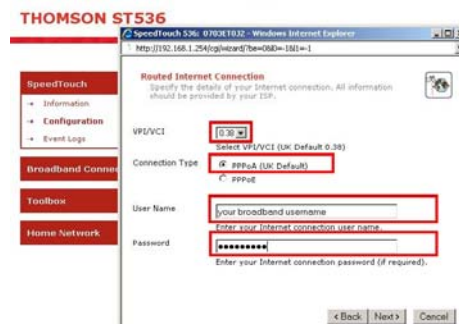 THOMSON ST536
SpeedTouch 536: 0703ET032 - Windows Internet Explorer
http://192.168.1.254/cgi/wizard/?be=0&l0=-1&l1=-1
SpeedTouch
Information
Configuration
Event Logs
Broadband Connec
Toolbox
Home Network
Routed Internet Connection
Specify the details of your Internet connection. All information
should be provided by your ISP.
VPI/VCI
0.38
Select VPI/VCI (UK Default 0.38)
Connection Type
PPPoA (UK Default)
PPPoE
User Name
your broadband username
Enter your Internet connection user name.
Password
Enter your Internet connection password (if required).
< Back
Next >
Cancel